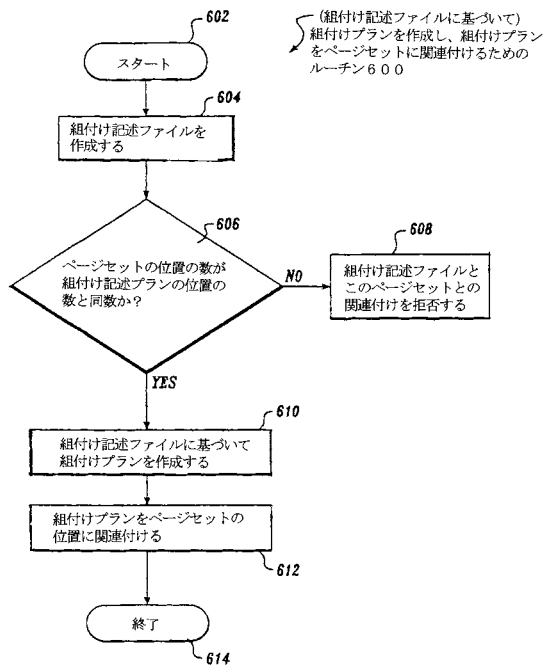 (組付け記述ファイルに基づいて)
組付けプランを作成し、組付けプラン
をページセットに関連付けるための
ルーチン600
602
スタート
604
組付け記述ファイルを
作成する
606
ページセットの位置の数が
組付け記述プランの位置の
数と同数か?
NO
608
組付け記述ファイルと
このページセットとの
関連付けを拒否する
YES
610
組付け記述ファイルに基づいて
組付けプランを作成する
組付けプランをページセットの
位置に関連付ける
612
終了
614